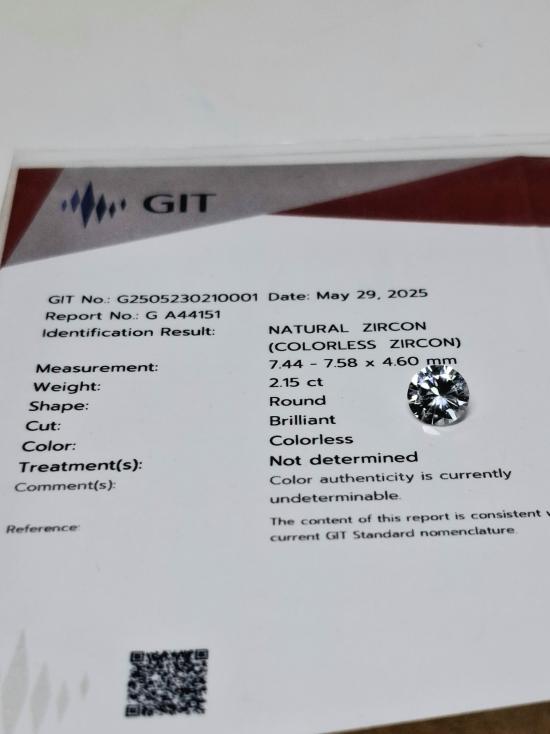 GIT
GIT No.: G2505230210001 Date: May 29, 2025
Report No.: G A44151
Identification Result: NATURAL ZIRCON
(COLORLESS ZIRCON)
Measurement: 7.44 - 7.58 x 4.60 mm
Weight: 2.15 ct
Shape: Round
Cut: Brilliant
Color: Colorless
Treatment(s): Not determined
Comment(s): Color authenticity is currently
undeterminable.
Reference: The content of this report is consistent
current GIT Standard nomenclature.